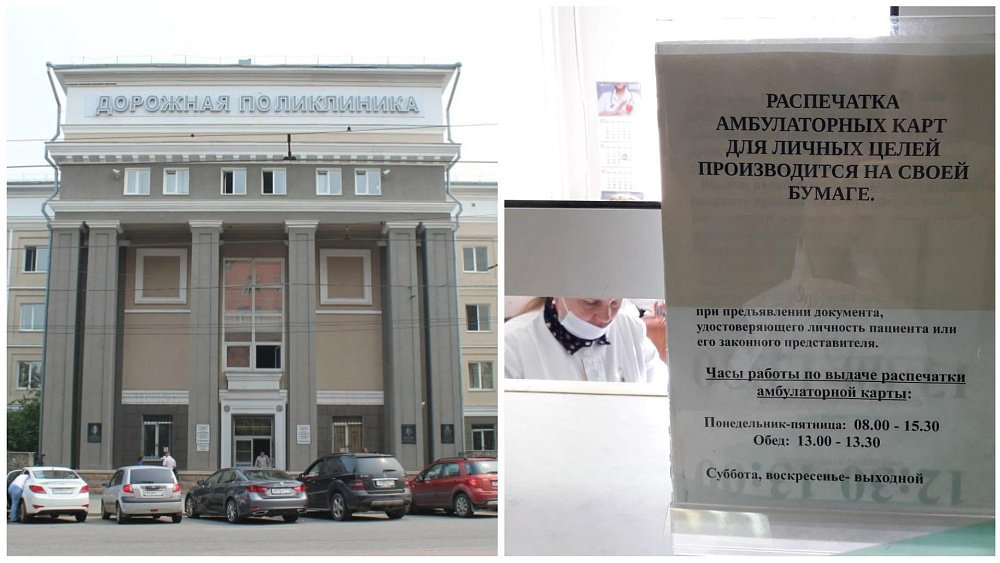 ДОРОЖНАЯ ПОЛИКЛИНИКА
РАСПЕЧАТКА
АМБУЛАТОРНЫХ КАРТ
ДЛЯ ЛИЧНЫХ ЦЕЛЕЙ
ПРОИЗВОДИТСЯ НА СВОЕЙ
БУМАГЕ.
при предъявлении документа,
удостоверяющего личность пациента или
его законного представителя.
Часы работы по выдаче распечатки
амбулаторной карты:
Понедельник-пятница: 08.00 - 15.30
Обед: 13.00 - 13.30
Суббота, воскресенье- выходной